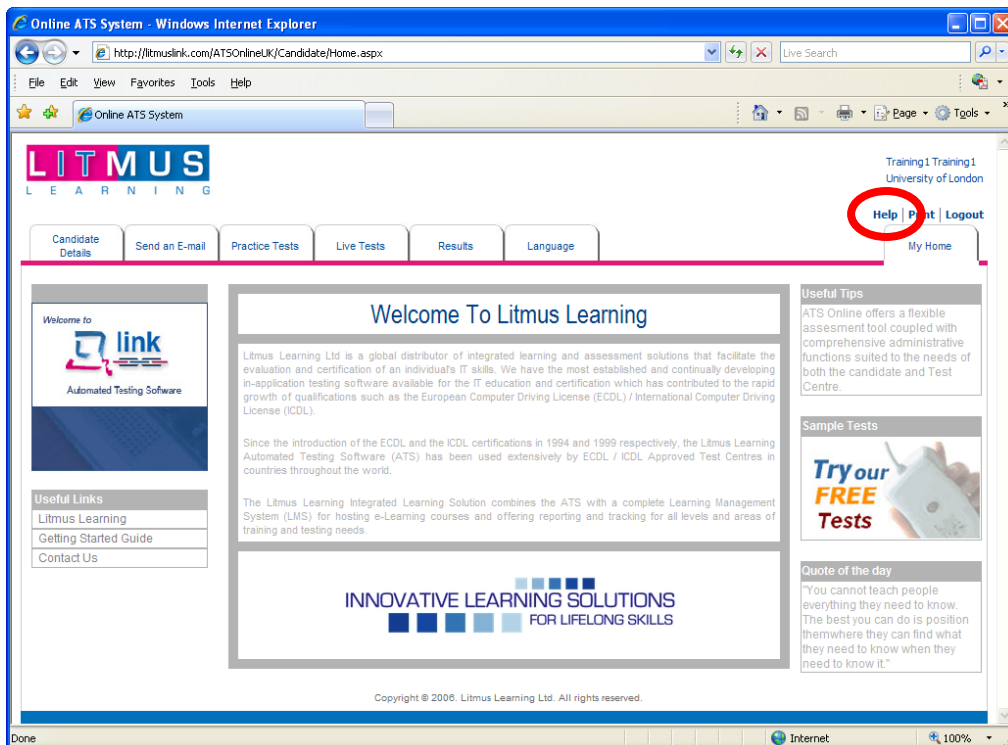 Online ATS System - Windows Internet Explorer
http://litmuslink.com/ATSOnlineUK/Candidate/Home.aspx
Live Search
File Edit View Favorites Tools Help
Online ATS System
Page Tools »
LITMUS
LEARNING
Training1 Training1
University of London
Help | Print | Logout
Candidate
Details
Send an E-mail
Practice Tests
Live Tests
Results
Language
My Home
Welcome to
link
Automated Testing Software
Useful Links
Litmus Learning
Getting Started Guide
Contact Us
Welcome To Litmus Learning
Litmus Learning Ltd is a global distributor of integrated learning and assessment solutions that facilitate the
evaluation and certification of an individual's IT skills. We have the most established and continually developing
in-application testing software available for the IT education and certification which has contributed to the rapid
growth of qualifications such as the European Computer Driving License (ECDL) / International Computer Driving
License (ICDL).
Since the introduction of the ECDL and the ICDL certifications in 1994 and 1999 respectively, the Litmus Learning
Automated Testing Software (ATS) has been used extensively by ECDL / ICDL Approved Test Centres in
countries throughout the world.
The Litmus Learning Integrated Learning Solution combines the ATS with a complete Learning Management
System (LMS) for hosting e-Learning courses and offering reporting and tracking for all levels and areas of
training and testing needs.
INNOVATIVE LEARNING SOLUTIONS
FOR LIFELONG SKILLS
Useful Tips
ATS Online offers a flexible
assesment tool coupled with
comprehensive administrative
functions suited to the needs of
both the candidate and Test
Centre.
Sample Tests
Try our
FREE
Tests
Quote of the day
"You cannot teach people
everything they need to know.
The best you can do is position
themwhere they can find what
they need to know when they
need to know it."
Copyright © 2006. Litmus Learning Ltd. All rights reserved.
Done
Internet
100%